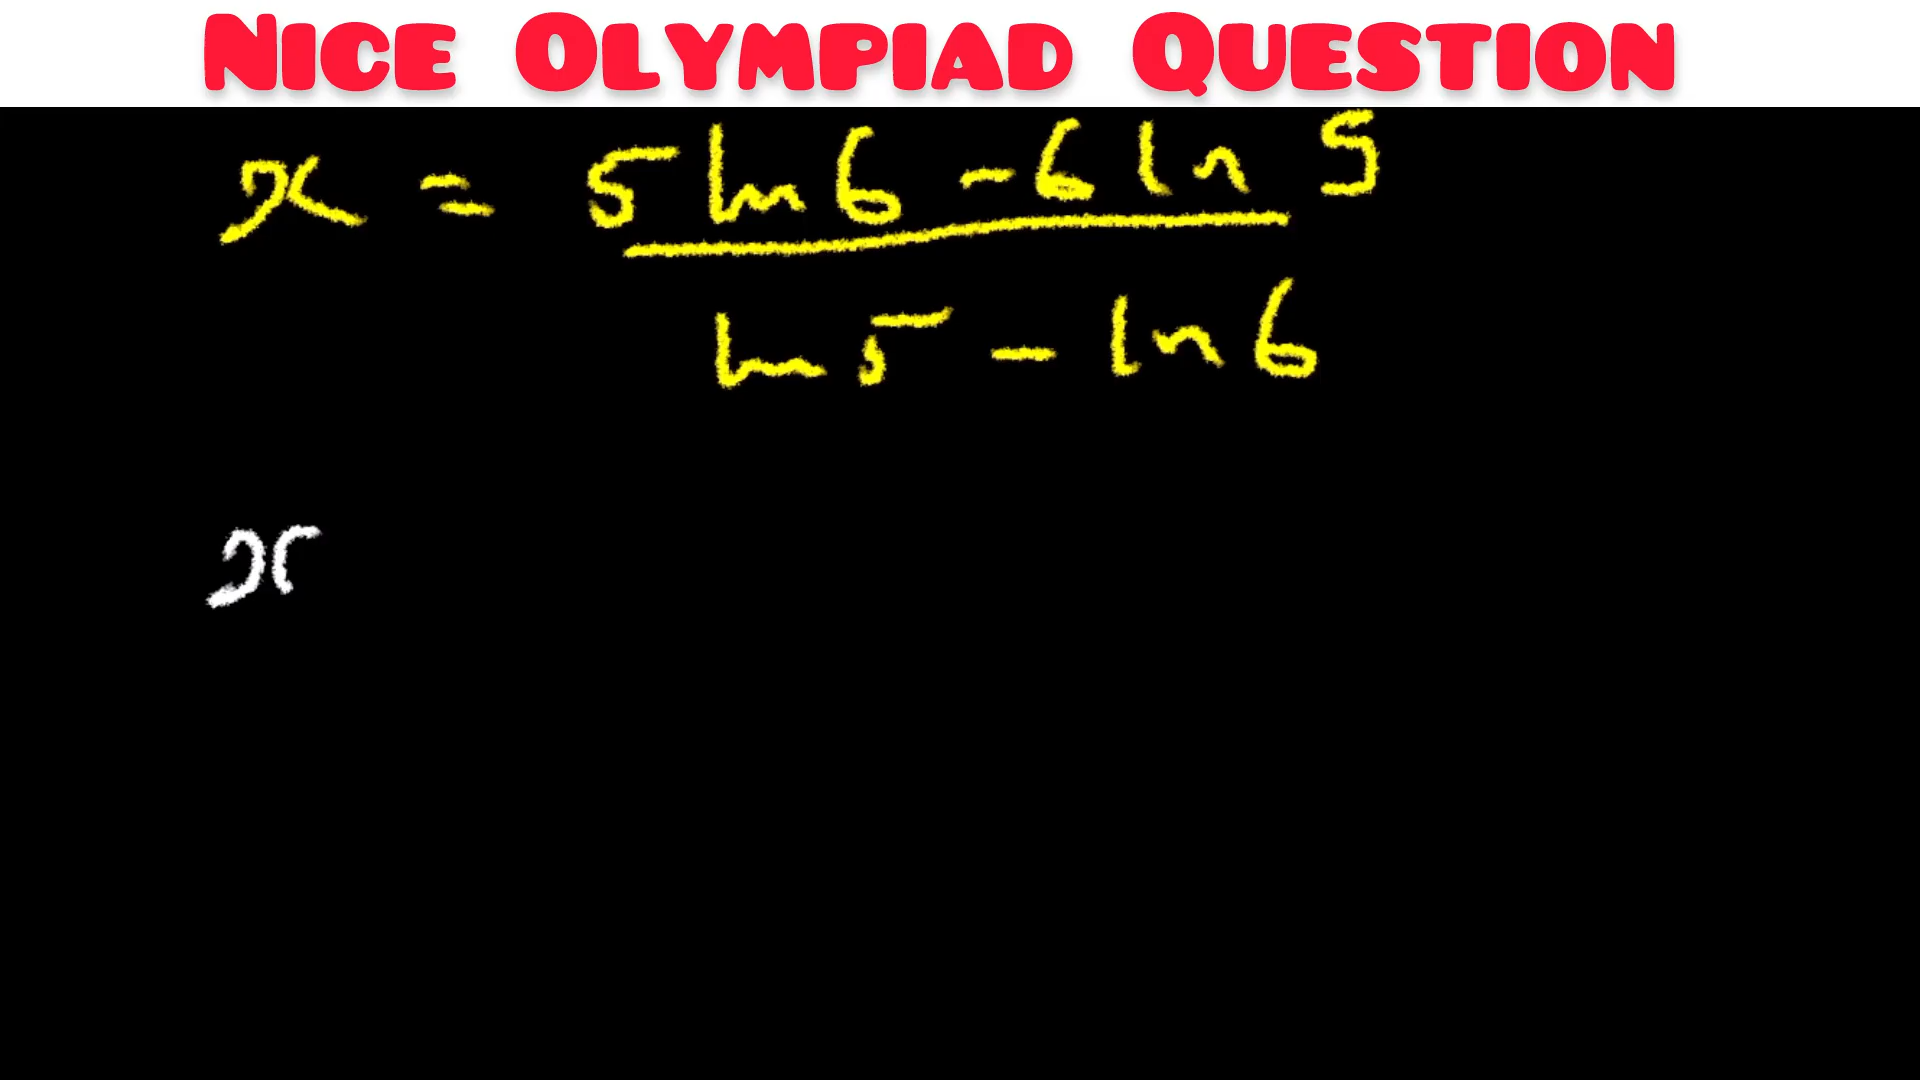 Nice Olympiad Question
x = 5 ln 6 - 6 ln 5
ln 5 - ln 6
x